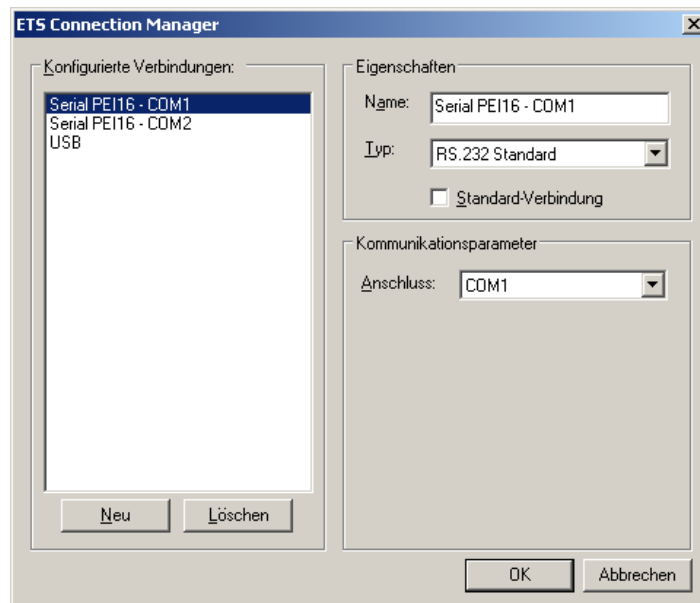 ETS Connection Manager
Konfigurierte Verbindungen:
Serial PEI16 - COM1
Serial PEI16 - COM2
USB
Neu
Löschen
Eigenschaften
Name:
Serial PEI16 - COM1
Typ:
RS.232 Standard
Standard-Verbindung
Kommunikationsparameter
Anschluss:
COM1
OK
Abbrechen